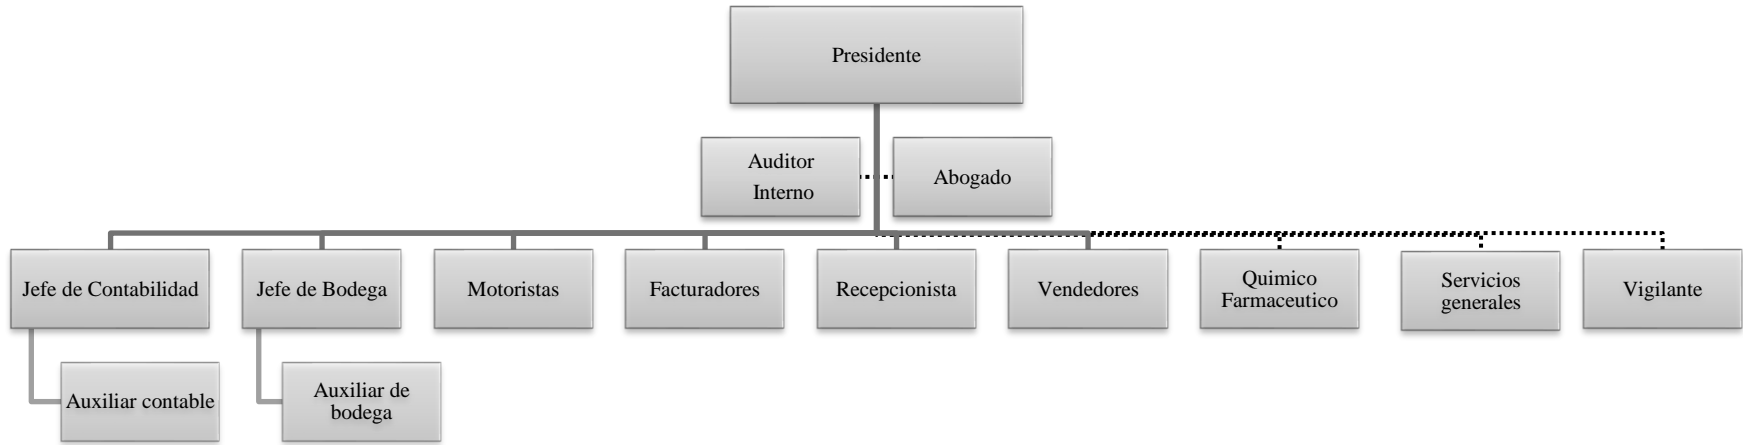 Presidente
Auditor
Interno
Abogado
Jefe de Contabilidad
Jefe de Bodega
Motoristas
Facturadores
Recepcionista
Vendedores
Quimico
Farmaceutico
Servicios
generales
Vigilante
Auxiliar contable
Auxiliar de
bodega